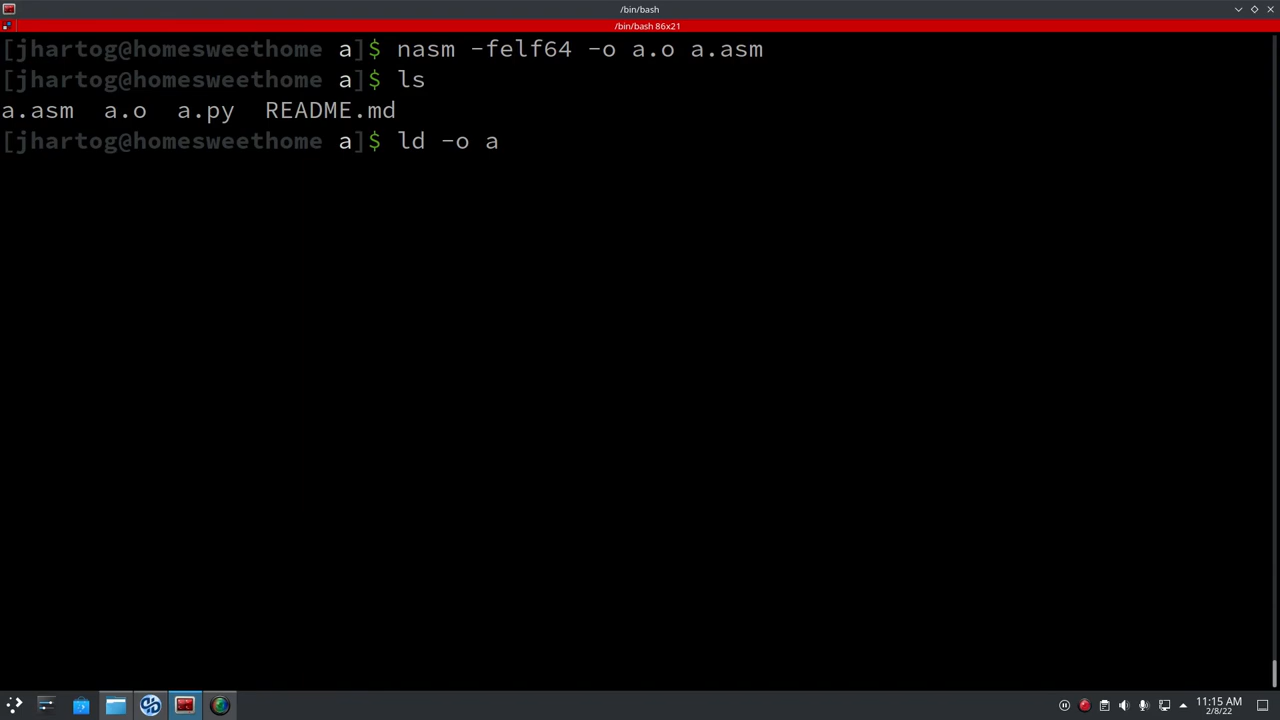 /bin/bash
/bin/bash 86x21
[jhartog@homesweethome a]$ nasm -felf64 -o a.o a.asm
[jhartog@homesweethome a]$ ls
a.asm  a.o  a.py  README.md
[jhartog@homesweethome a]$ ld -o a
11:15 AM
2/8/22